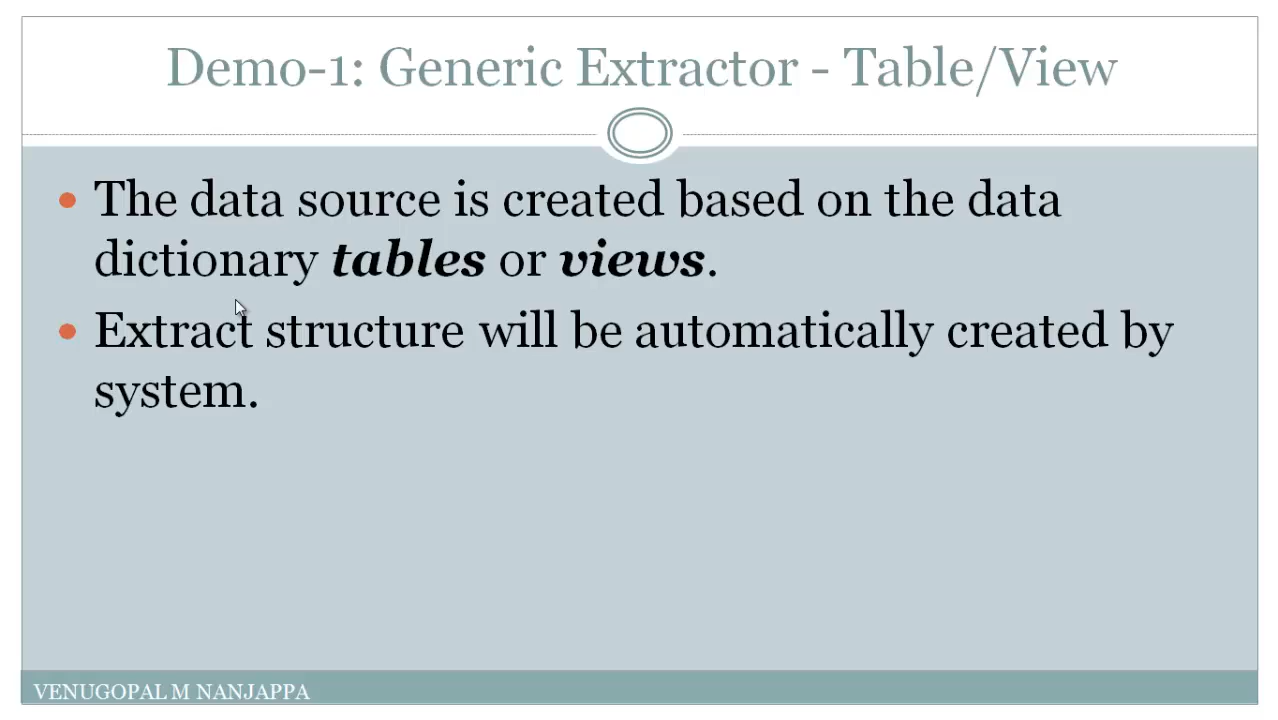 Demo-1: Generic Extractor - Table/View
The data source is created based on the data
dictionary tables or views.
Extract structure will be automatically created by
system.
VENUGOPAL M NANJAPPA